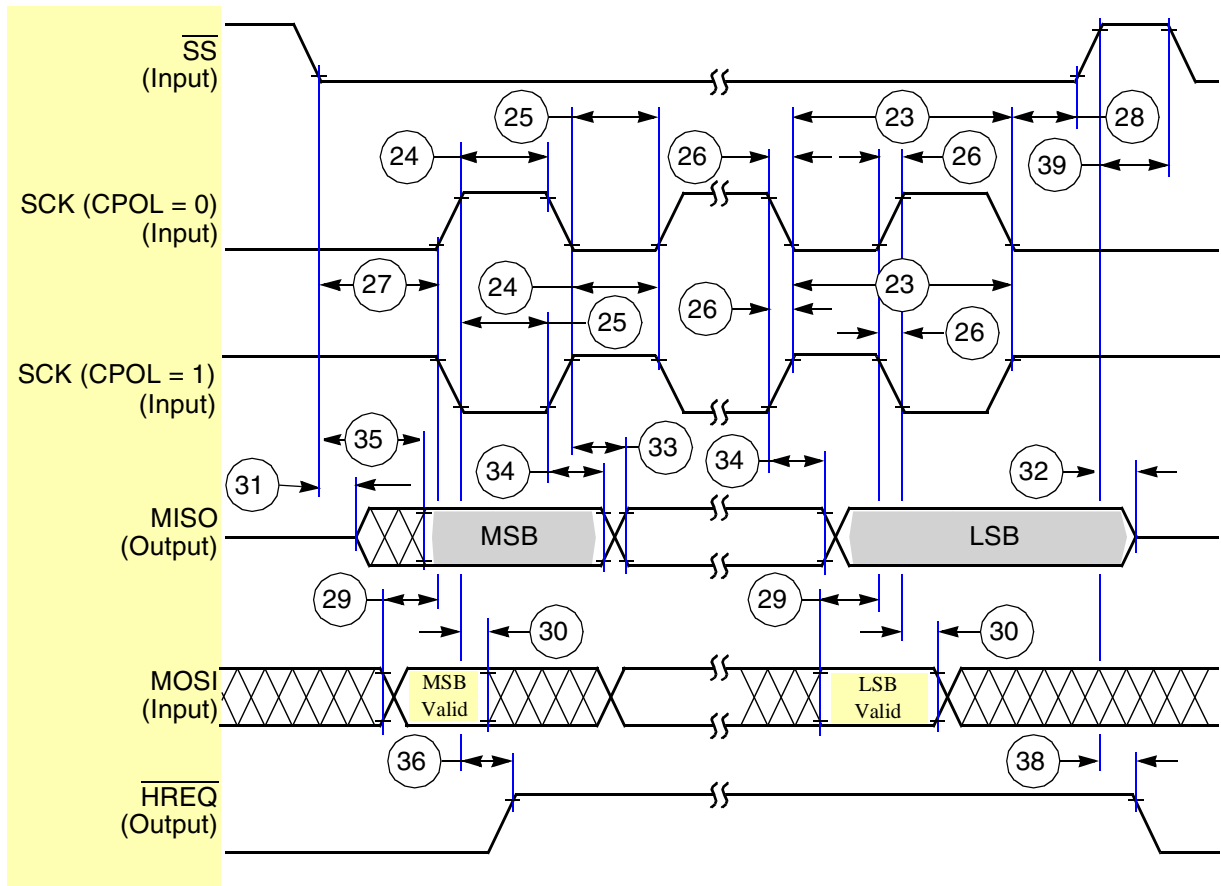 SS
(Input)
25
23
28
24
26
26
39
SCK (CPOL = 0)
(Input)
27
24
23
26
25
26
SCK (CPOL = 1)
(Input)
35
33
34
34
31
32
MISO
(Output)
MSB
LSB
29
29
30
30
MOSI
(Input)
MSB
Valid
LSB
Valid
36
38
HREQ
(Output)